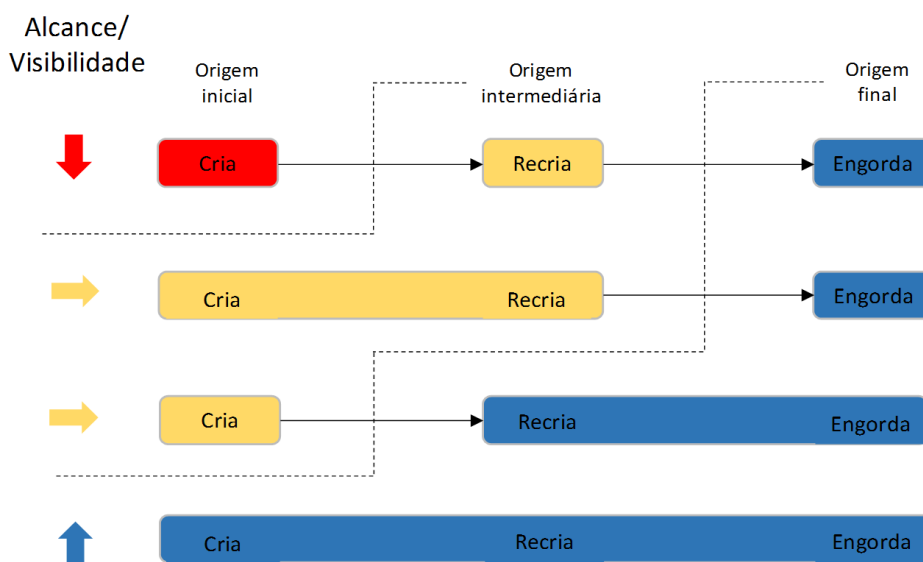 Alcance/
Visibilidade
Origem
inicial
Origem
intermediária
Origem
final
Cria
Recria
Engorda
Cria
Recria
Engorda
Cria
Recria
Engorda
Cria
Recria
Engorda